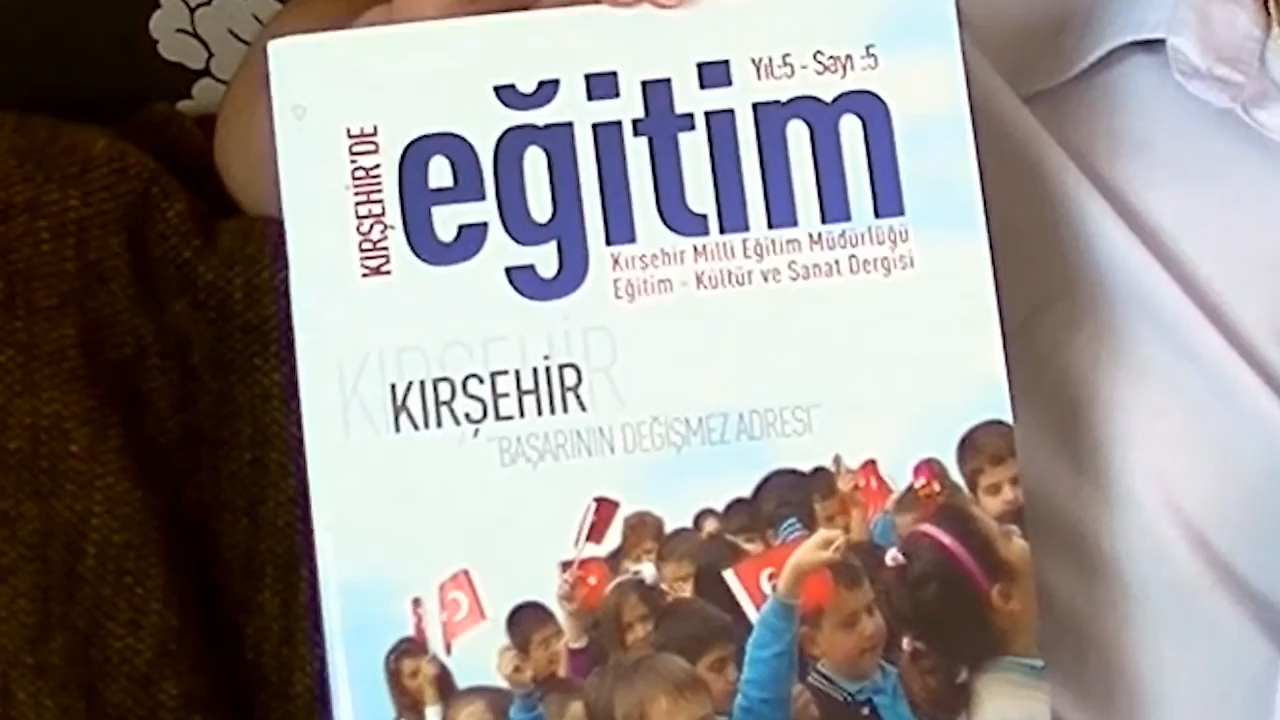 Yıl:5 - Sayı :5
KIRŞEHİR'DE
eğitim
Kırşehir Milli Eğitim Müdürlüğü
Eğitim - Kültür ve Sanat Dergisi
KIRŞEHİR
KIRŞEHİR
"BAŞARININ DEĞİŞMEZ ADRESİ"